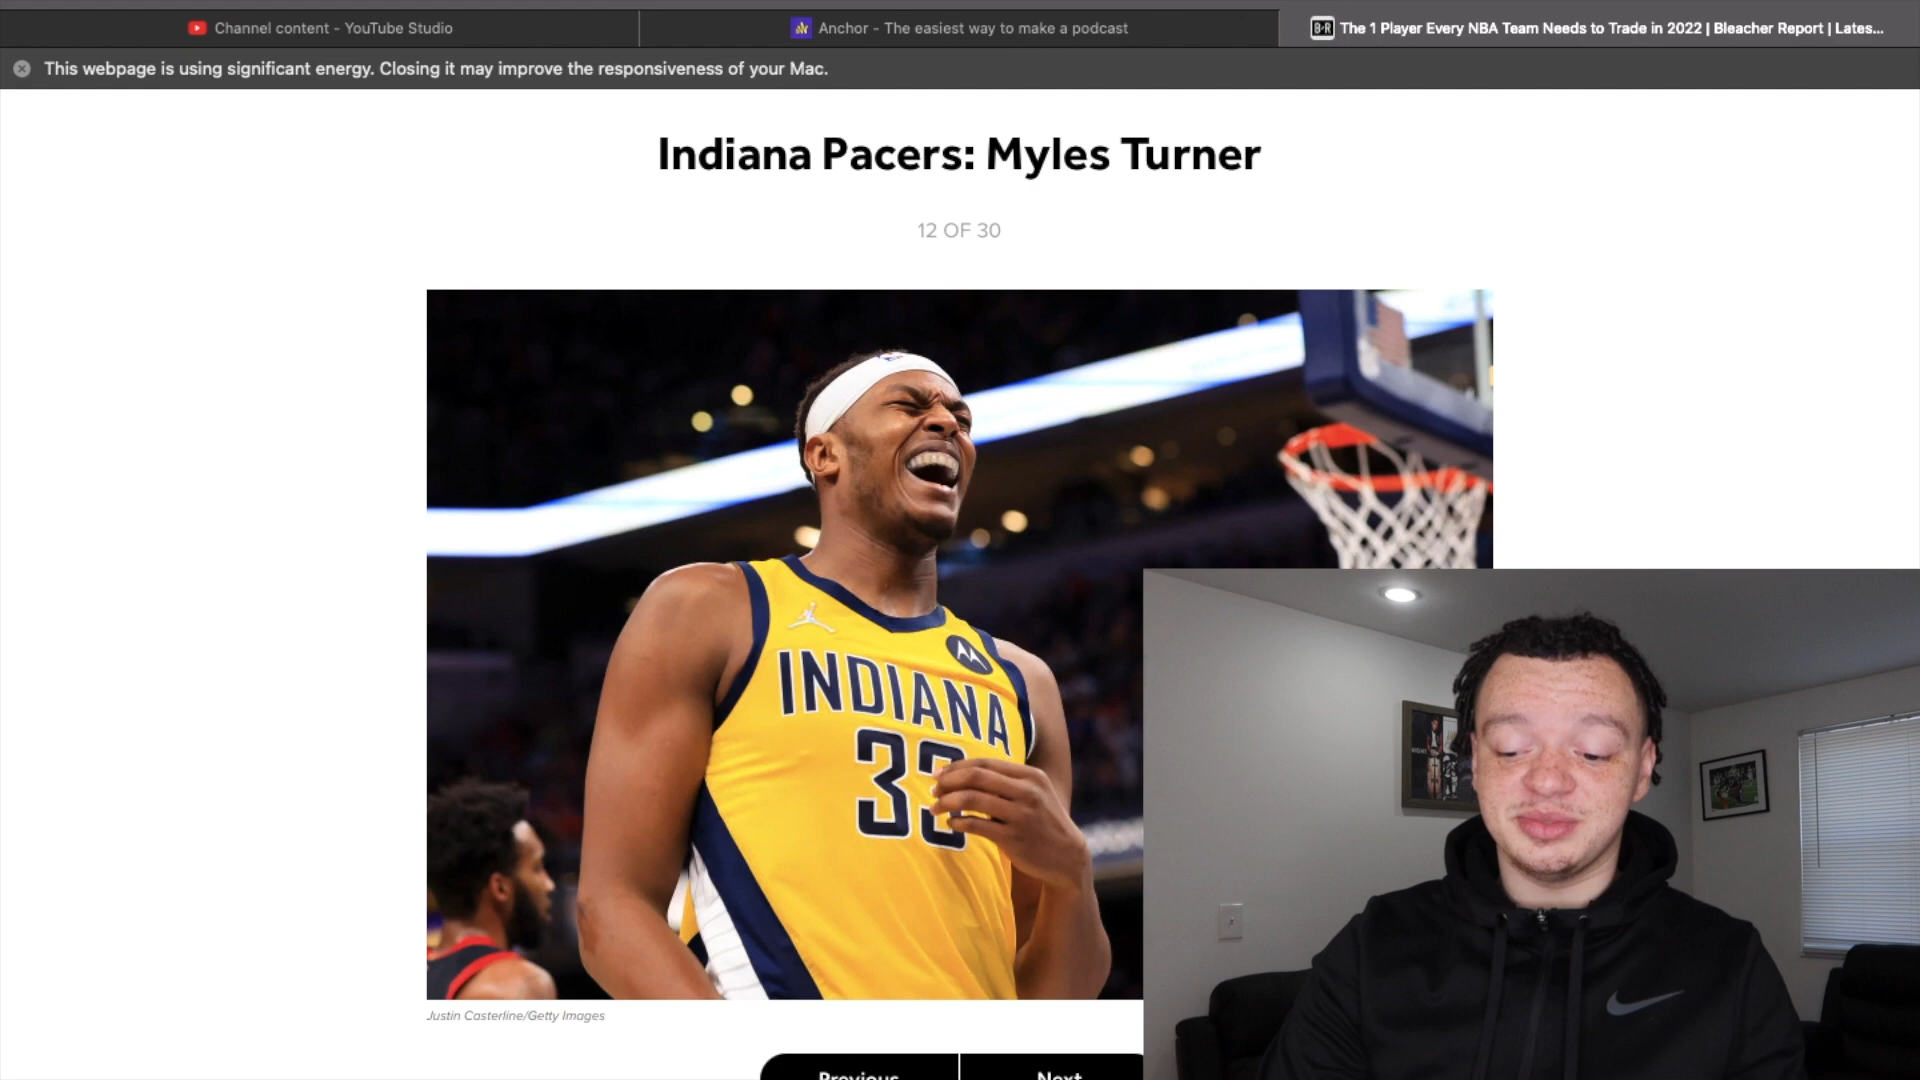 Channel content - YouTube Studio
Anchor - The easiest way to make a podcast
B/R The 1 Player Every NBA Team Needs to Trade in 2022 | Bleacher Report | Lates...
This webpage is using significant energy. Closing it may improve the responsiveness of your Mac.
Indiana Pacers: Myles Turner
12 OF 30
INDIANA
33
Justin Casterline/Getty Images
Previous
Next